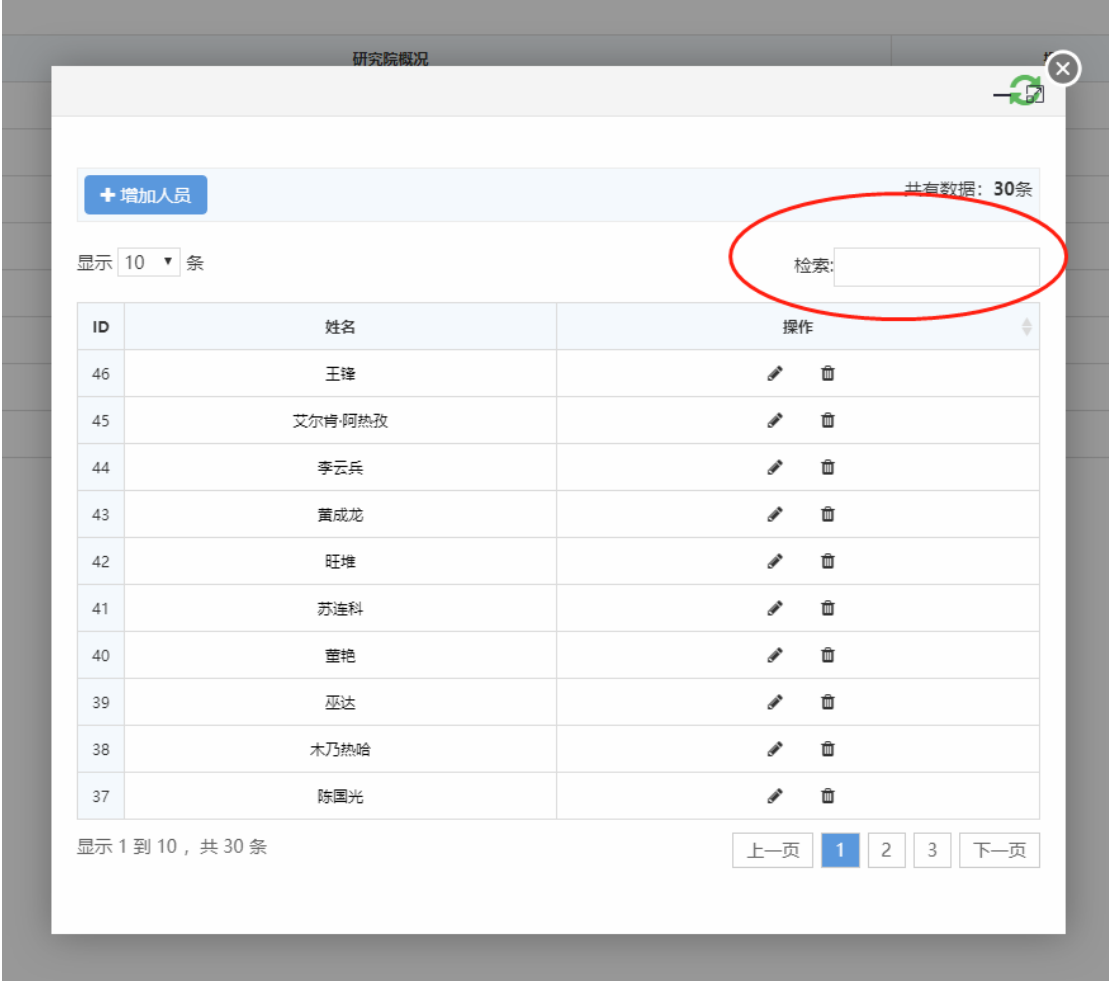 研究院概况
增加人员
共有数据：30条
显示 10 条
检索:
ID 姓名 操作
46 王锋
45 艾尔肯·阿热孜
44 李云兵
43 黄成龙
42 旺堆
41 苏连科
40 董艳
39 巫达
38 木乃热哈
37 陈国光
显示 1 到 10 ，共 30 条
上一页 1 2 3 下一页